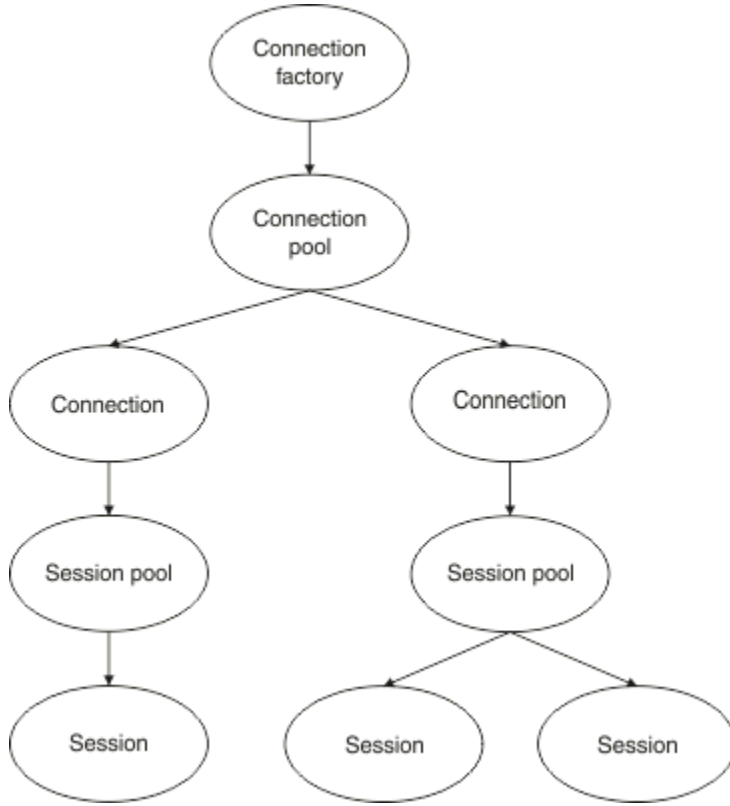 Connection
factory
Connection
pool
Connection
Connection
Session pool
Session pool
Session
Session
Session